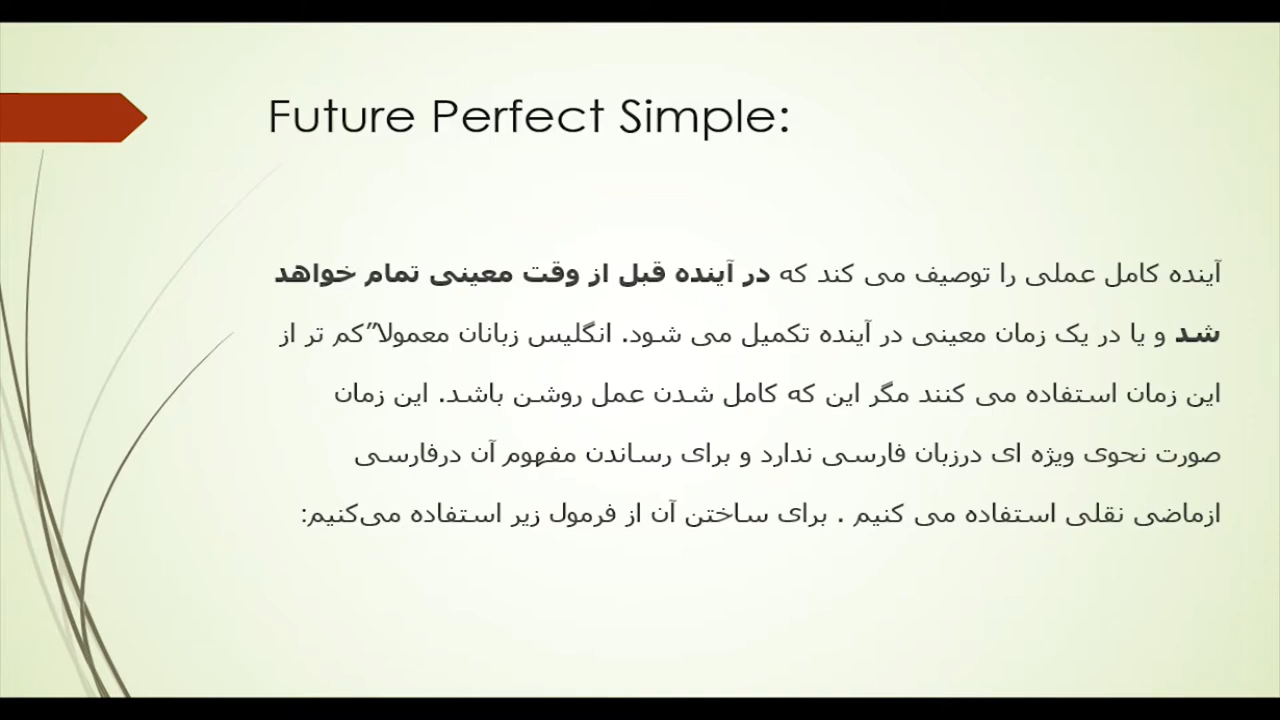 Future Perfect Simple:
آینده کامل عملی را توصیف می کند که در آینده قبل از وقت معینی تمام خواهد
شد و یا در یک زمان معینی در آینده تکمیل می شود. انگلیس زبانان معمولا”کم تر از
این زمان استفاده می کنند مگر این که کامل شدن عمل روشن باشد. این زمان
صورت نحوی ویژه ای درزبان فارسی ندارد و برای رساندن مفهوم آن درفارسی
ازماضی نقلی استفاده می کنیم . برای ساختن آن از فرمول زیر استفاده می‌کنیم: